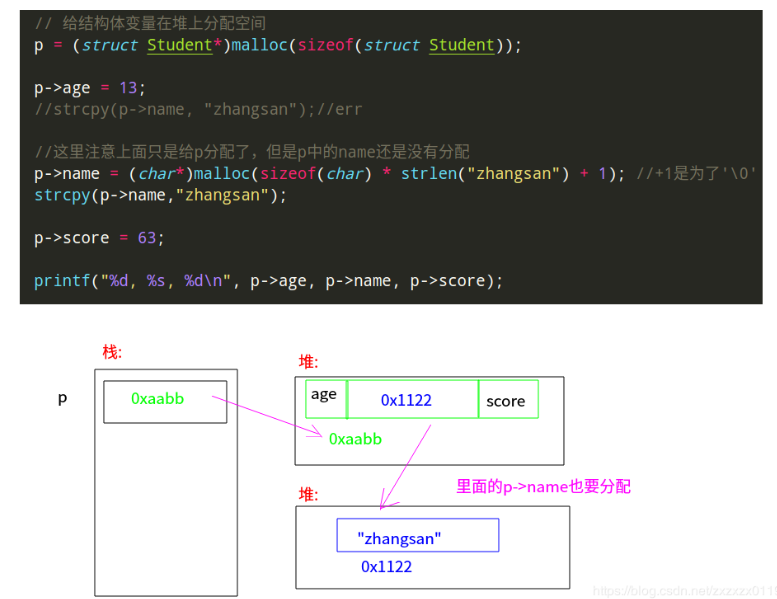 // 给结构体变量在堆上分配空间
p = (struct Student*)malloc(sizeof(struct Student));
p->age = 13;
//strcpy(p->name, "zhangsan");//err
//这里注意上面只是给p分配了，但是p中的name还是没有分配
p->name = (char*)malloc(sizeof(char) * strlen("zhangsan") + 1); //+1是为了'\0'
strcpy(p->name,"zhangsan");
p->score = 63;
printf("%d, %s, %d\n", p->age, p->name, p->score);
栈:
堆:
p
0xaabb
age
0x1122
score
0xaabb
里面的p->name也要分配
堆:
"zhangsan"
0x1122
https://blog.csdn.net/zxzxzx0119